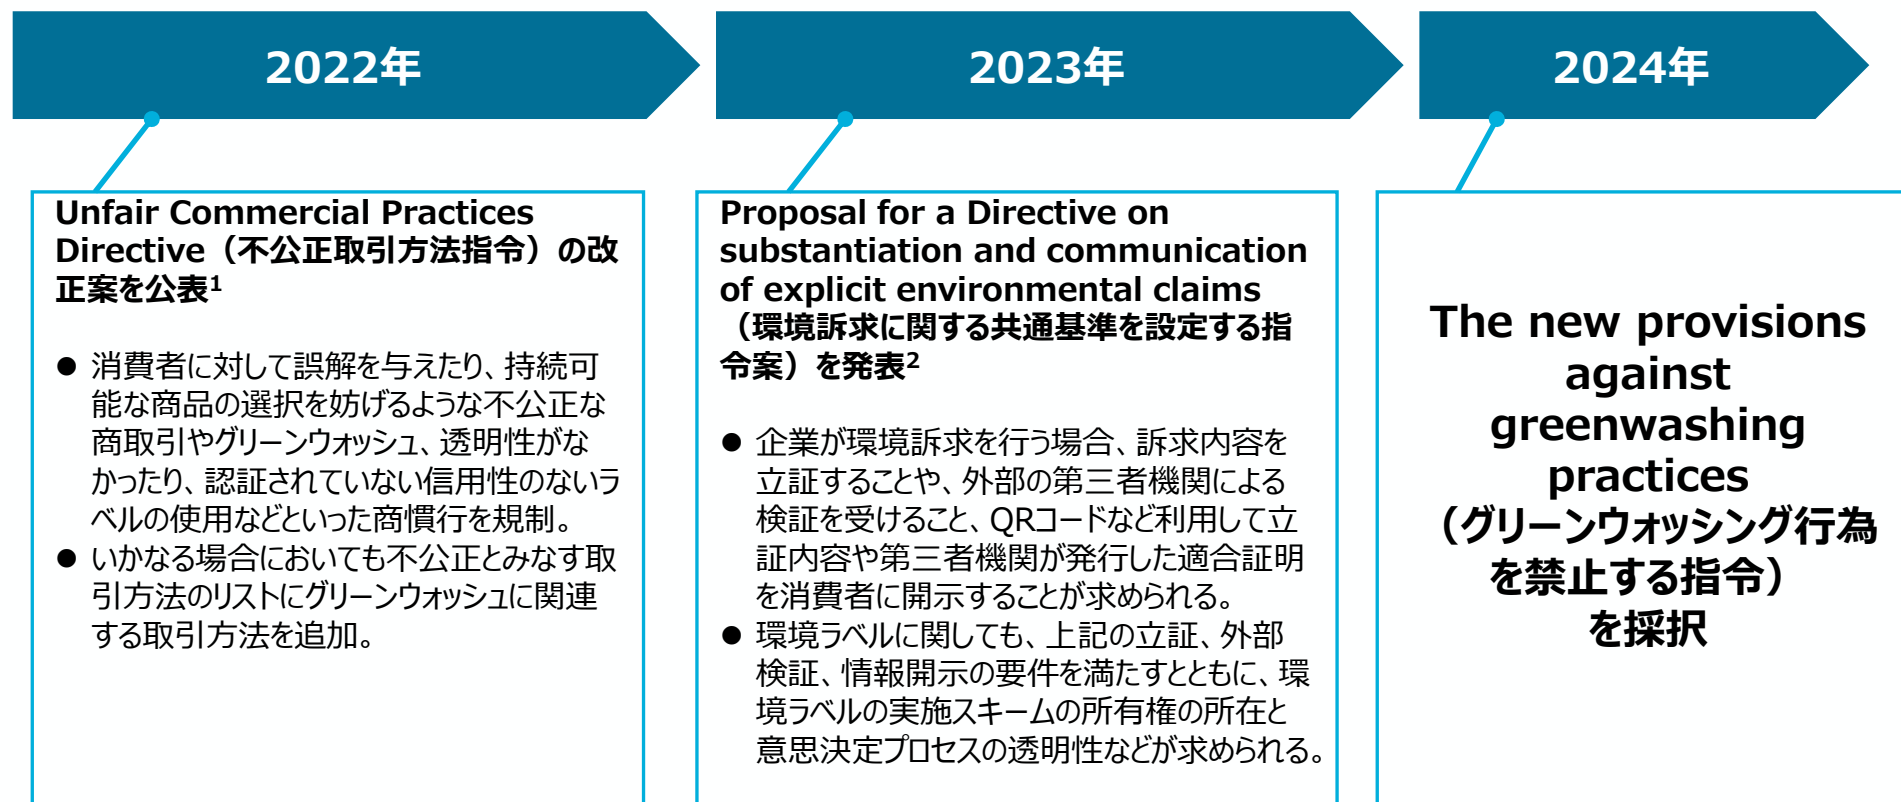 2022年
2023年
2024年
Unfair Commercial Practices
Directive（不公正取引方法指令）の改
正案を公表1
● 消費者に対して誤解を与えたり、持続可
能な商品の選択を妨げるような不公正な
商取引やグリーンウォッシュ、透明性がな
かったり、認証されていない信用性のないラ
ベルの使用などといった商慣行を規制。
● いかなる場合においても不公正とみなす取
引方法のリストにグリーンウォッシュに関連
する取引方法を追加。
Proposal for a Directive on
substantiation and communication
of explicit environmental claims
（環境訴求に関する共通基準を設定する指
令案）を発表2
● 企業が環境訴求を行う場合、訴求内容を
立証することや、外部の第三者機関による
検証を受けること、QRコードなど利用して立
証内容や第三者機関が発行した適合証明
を消費者に開示することが求められる。
● 環境ラベルに関しても、上記の立証、外部
検証、情報開示の要件を満たすとともに、環
境ラベルの実施スキームの所有権の所在と
意思決定プロセスの透明性などが求められる。
The new provisions
against
greenwashing
practices
（グリーンウォッシング行為
を禁止する指令）
を採択